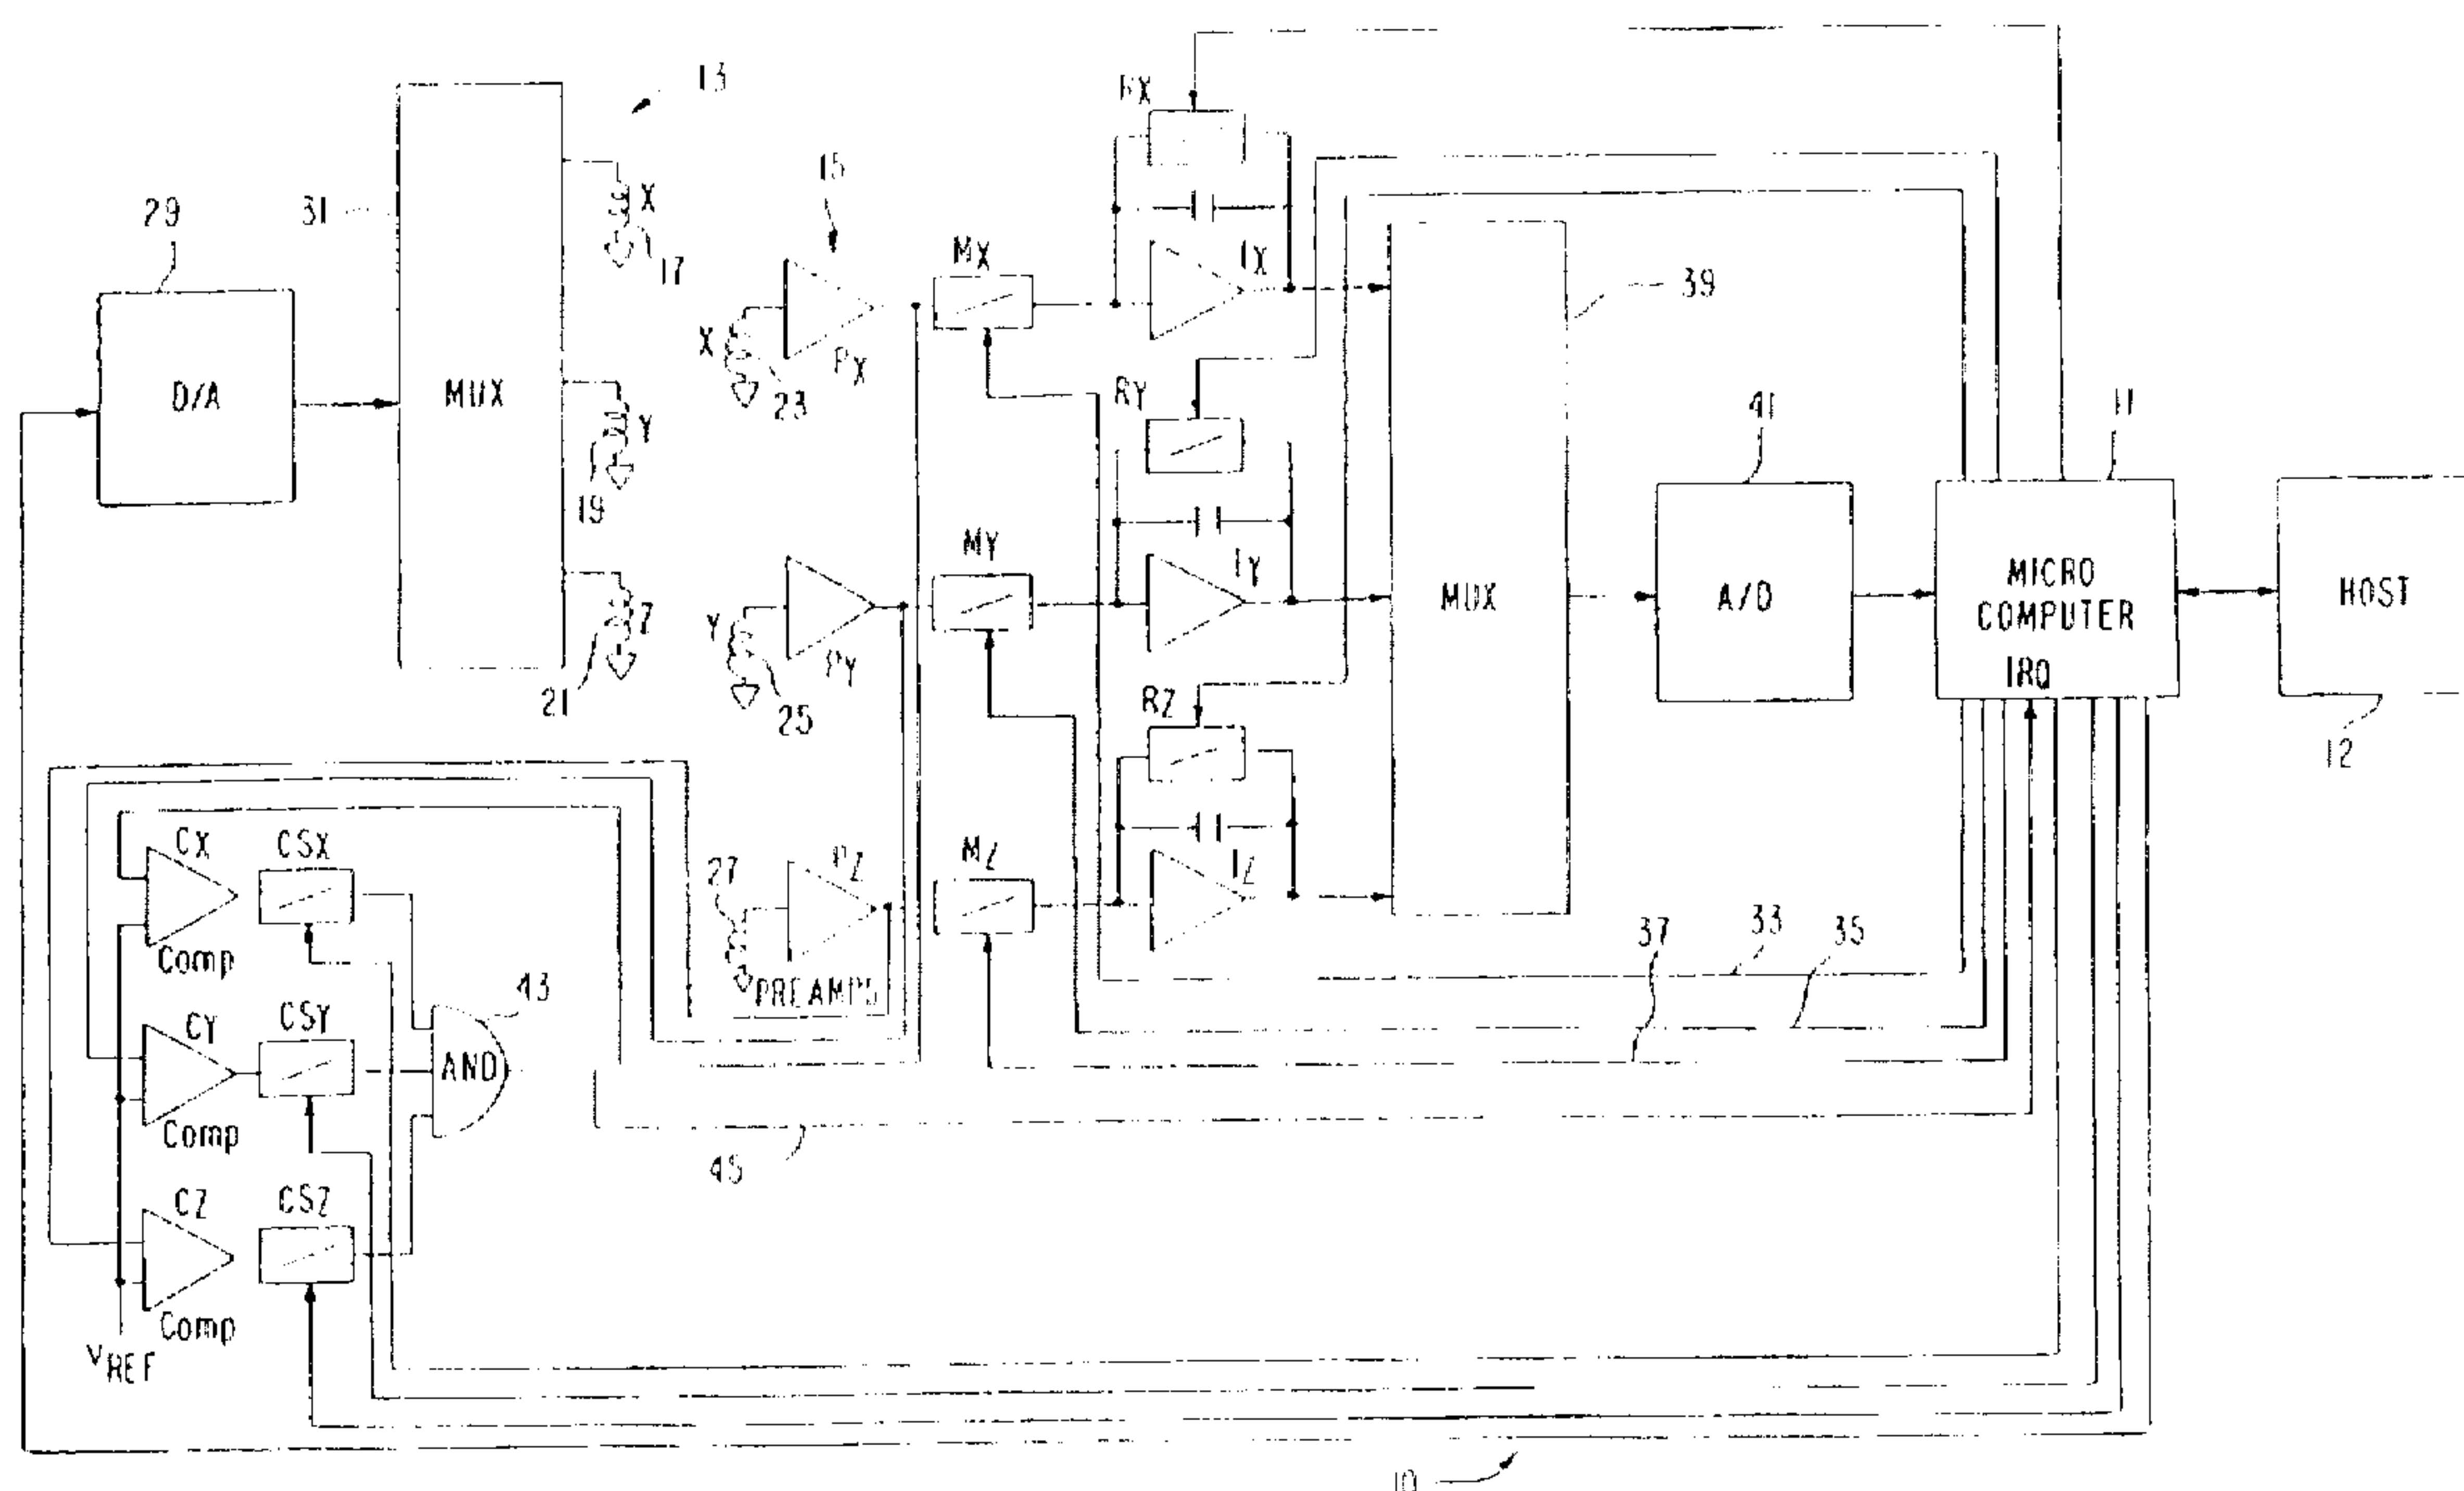 13
RX
15
31
X
29
MX
IX
17
39
X
PX
D/A
MUX
23
RY
Y
41
11
19
MY
IY
MICRO
COMPUTER
MUX
A/D
HOST
Y
Z
PY
IRQ
21
25
RZ
12
CX
CSX
27
PZ
MZ
IZ
37
33
35
Comp
43
PREAMPS
CY
CSY
AND
Comp
45
CZ
CSZ
Comp
VREF
10